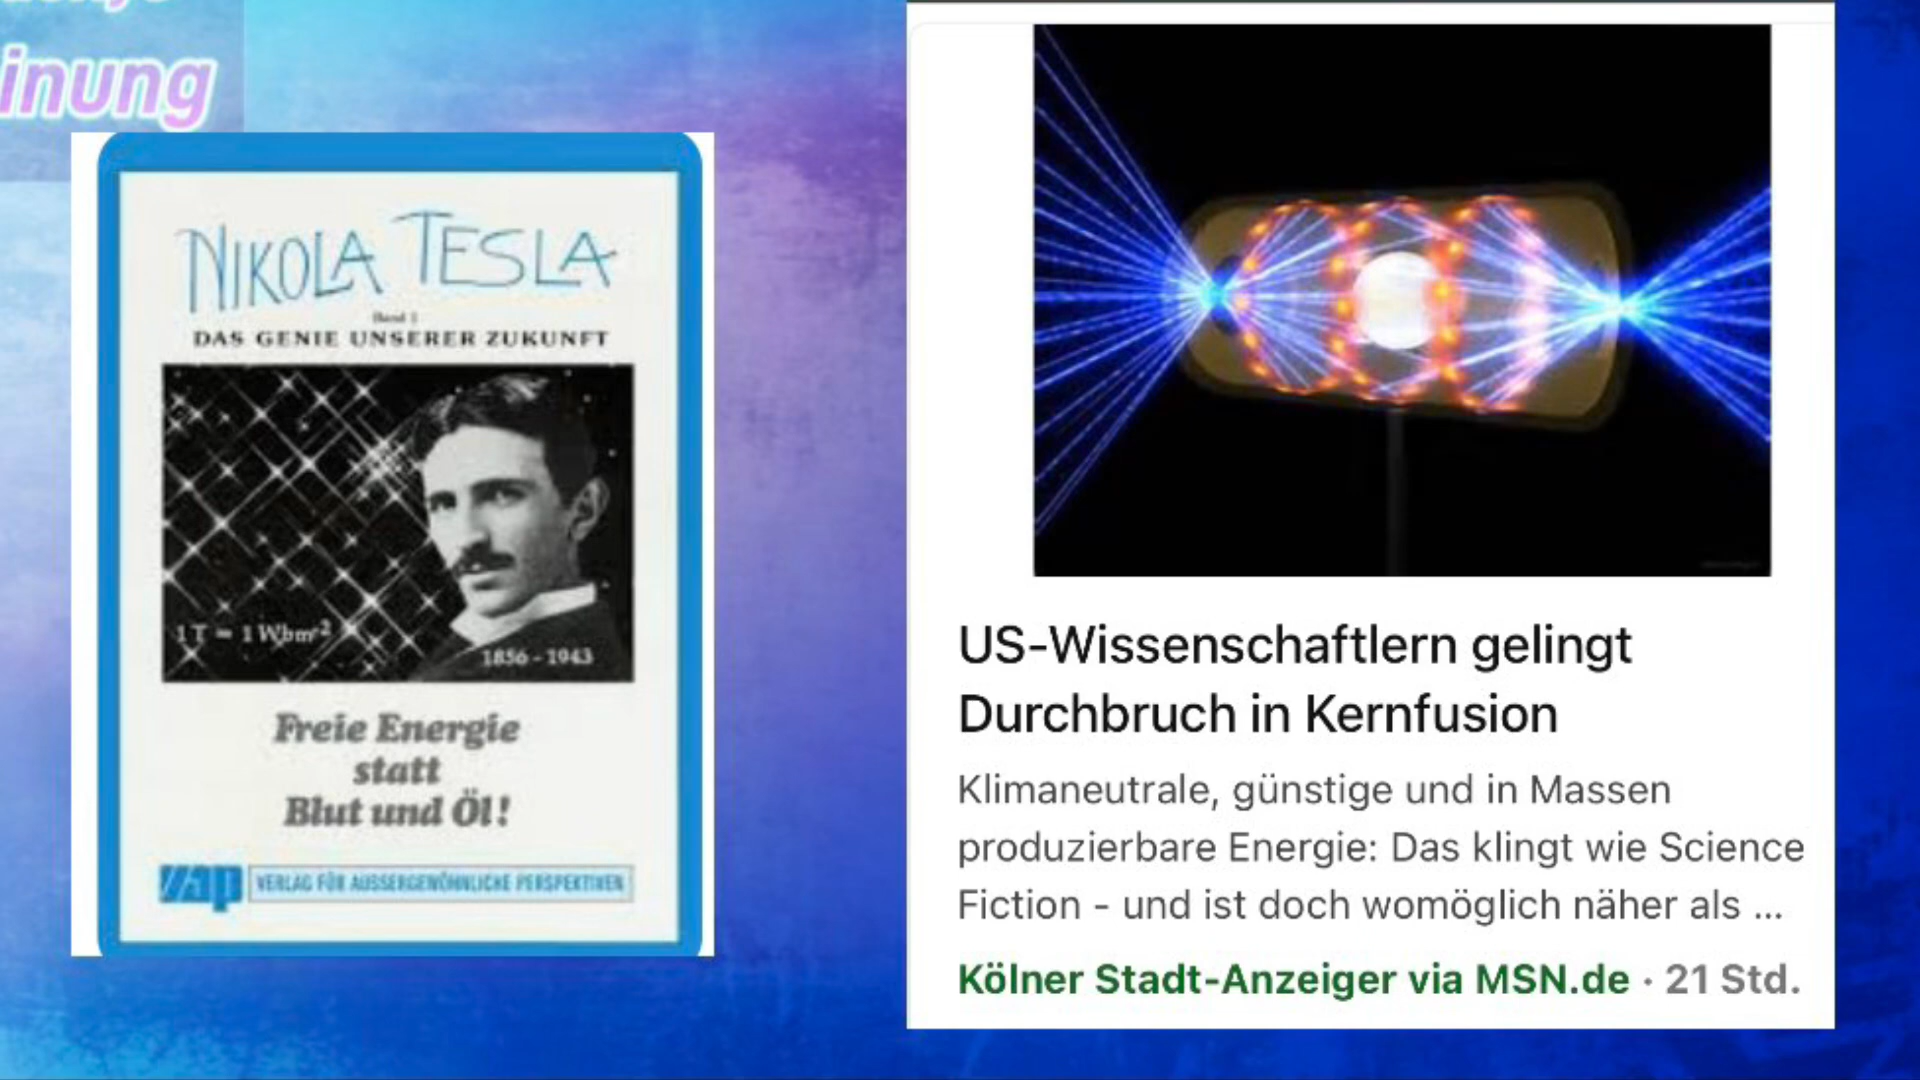 inung
NIKOLA TESLA
Band 1
DAS GENIE UNSERER ZUKUNFT
1 T = 1 Wbm⁻²
1856 - 1943
Freie Energie
statt
Blut und Öl!
vap VERLAG FÜR AUSSERGEWÖHNLICHE PERSPEKTIVEN
US-Wissenschaftlern gelingt
Durchbruch in Kernfusion
Klimaneutrale, günstige und in Massen
produzierbare Energie: Das klingt wie Science
Fiction - und ist doch womöglich näher als ...
Kölner Stadt-Anzeiger via MSN.de · 21 Std.